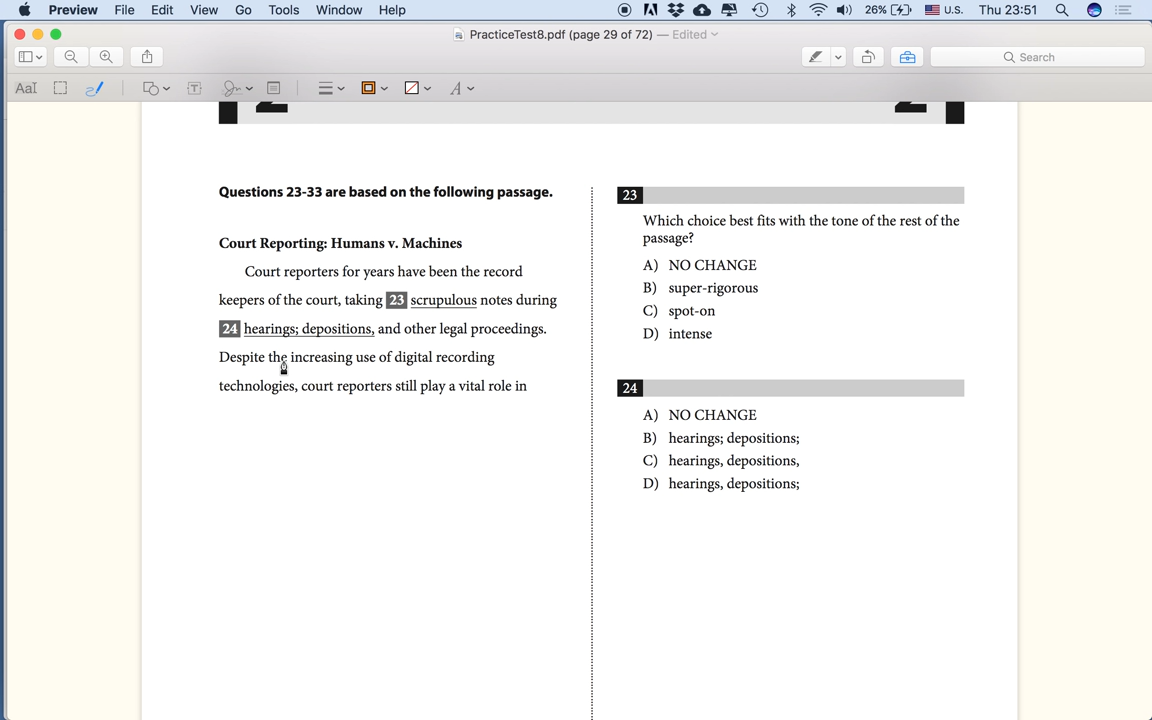 Preview File Edit View Go Tools Window Help 26% U.S. Thu 23:51
PracticeTest8.pdf (page 29 of 72) — Edited
Search
AaI T A
2 2
Questions 23-33 are based on the following passage.
Court Reporting: Humans v. Machines
Court reporters for years have been the record
keepers of the court, taking 23 scrupulous notes during
24 hearings; depositions, and other legal proceedings.
Despite the increasing use of digital recording
technologies, court reporters still play a vital role in
23
Which choice best fits with the tone of the rest of the
passage?
A) NO CHANGE
B) super-rigorous
C) spot-on
D) intense
24
A) NO CHANGE
B) hearings; depositions;
C) hearings, depositions,
D) hearings, depositions;